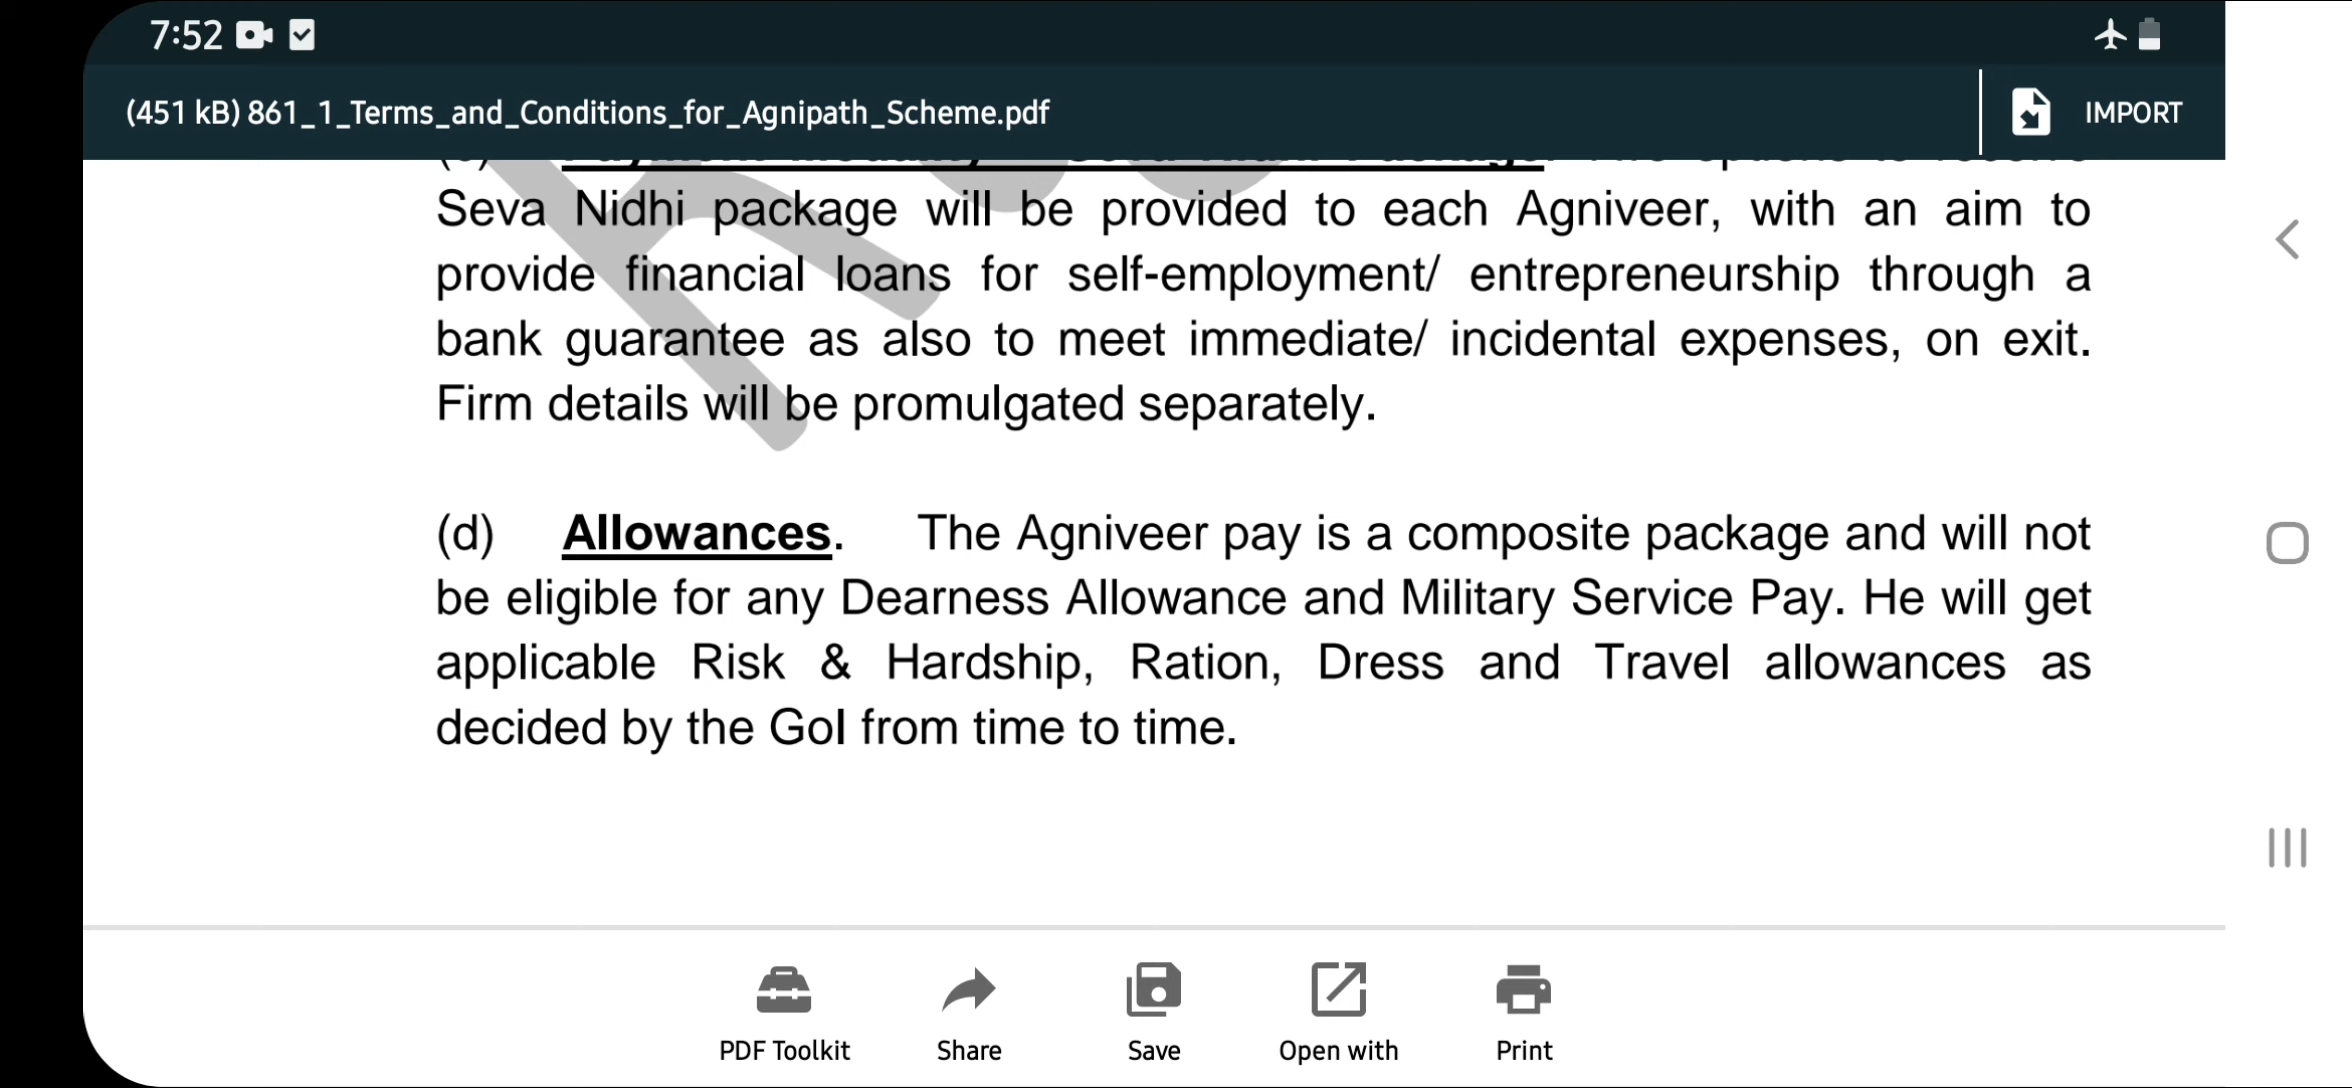 7:52
(451 kB) 861_1_Terms_and_Conditions_for_Agnipath_Scheme.pdf
IMPORT
Seva Nidhi package will be provided to each Agniveer, with an aim to
provide financial loans for self-employment/ entrepreneurship through a
bank guarantee as also to meet immediate/ incidental expenses, on exit.
Firm details will be promulgated separately.
(d) Allowances. The Agniveer pay is a composite package and will not
be eligible for any Dearness Allowance and Military Service Pay. He will get
applicable Risk & Hardship, Ration, Dress and Travel allowances as
decided by the GoI from time to time.
PDF Toolkit
Share
Save
Open with
Print